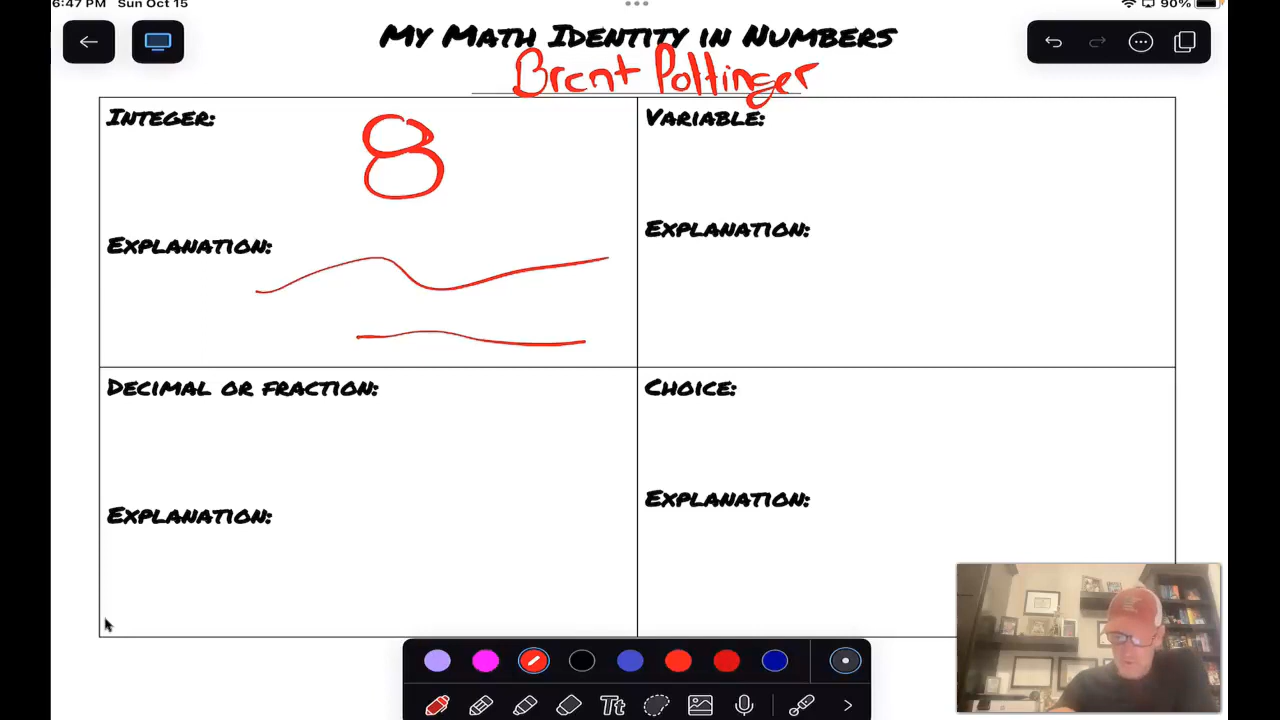 6:47 PM Sun Oct 15 90%
My Math Identity in Numbers
Brent Poltinger
Integer: 8
Explanation:
Variable:
Explanation:
Decimal or fraction:
Explanation:
Choice:
Explanation:
Tt